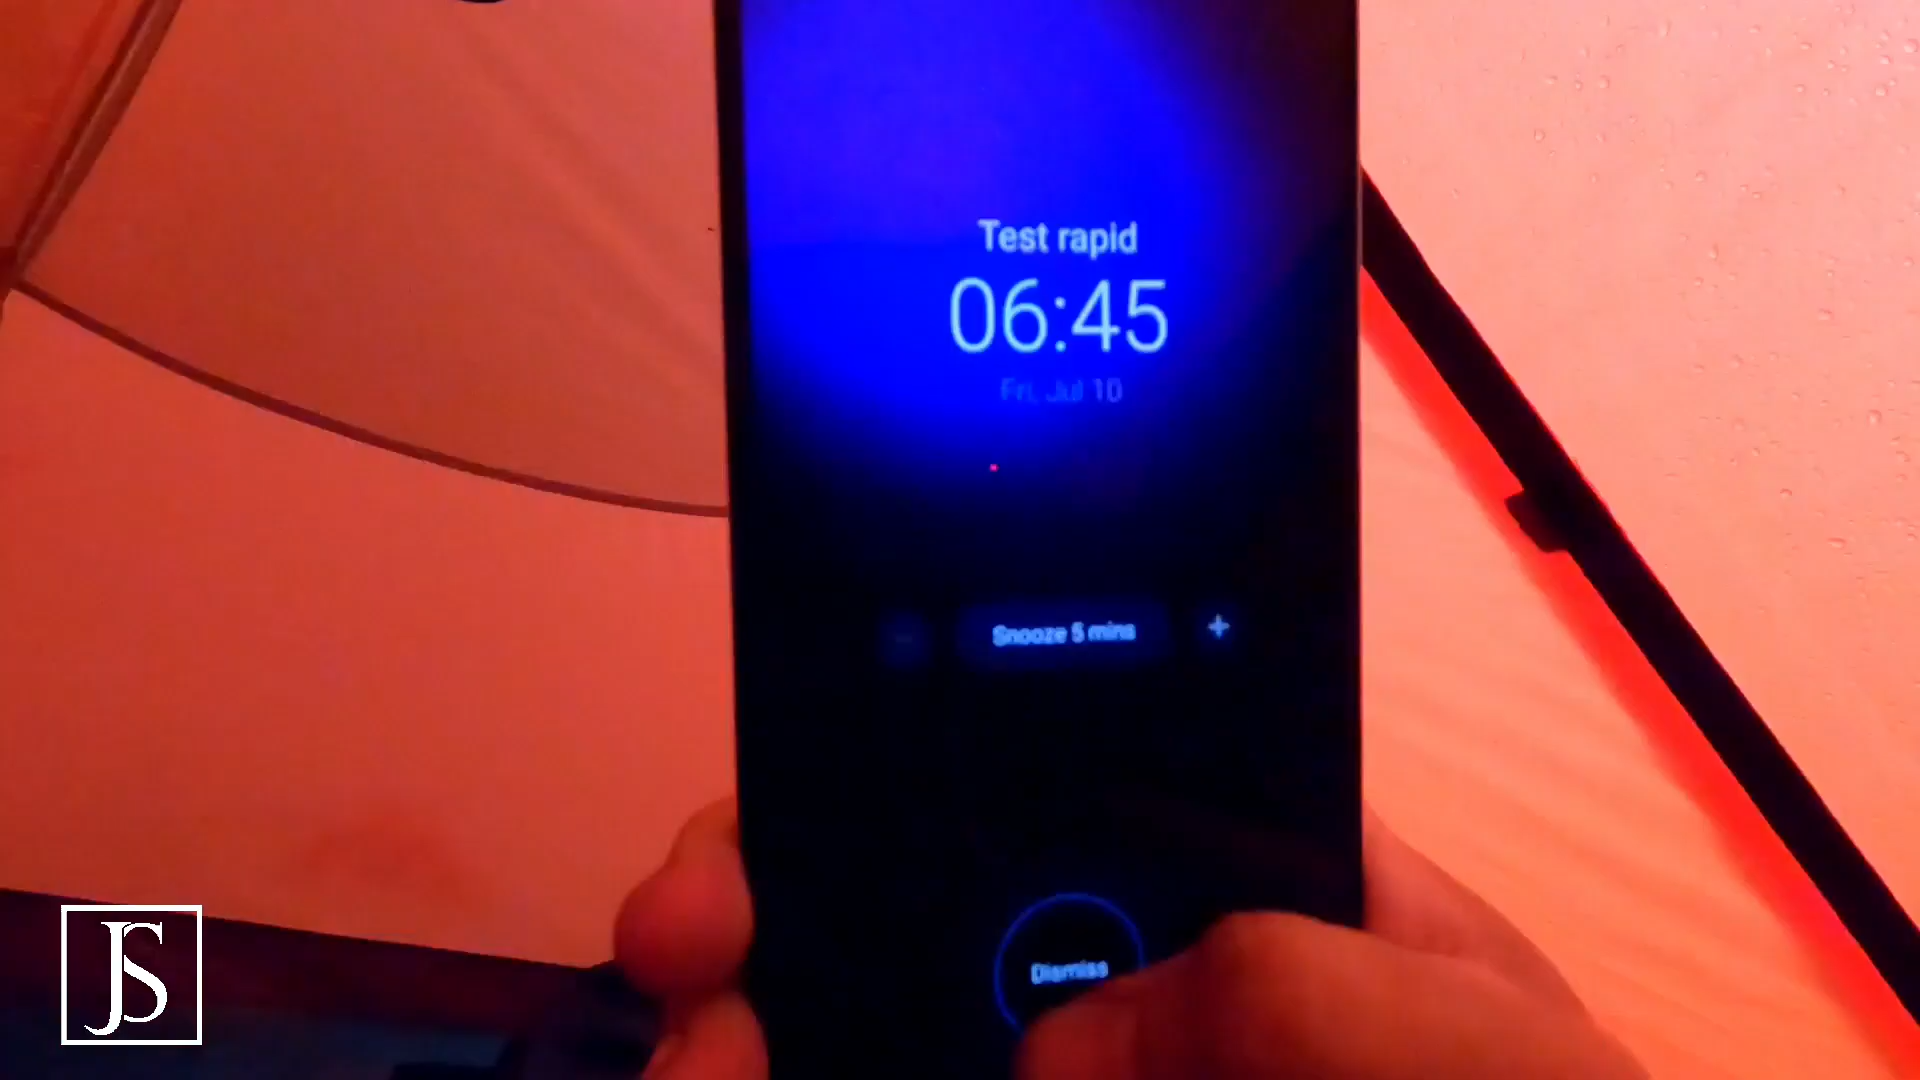 Test rapid
06:45
Fri, Jul 10
Snooze 5 mins
+
Dismiss
JS